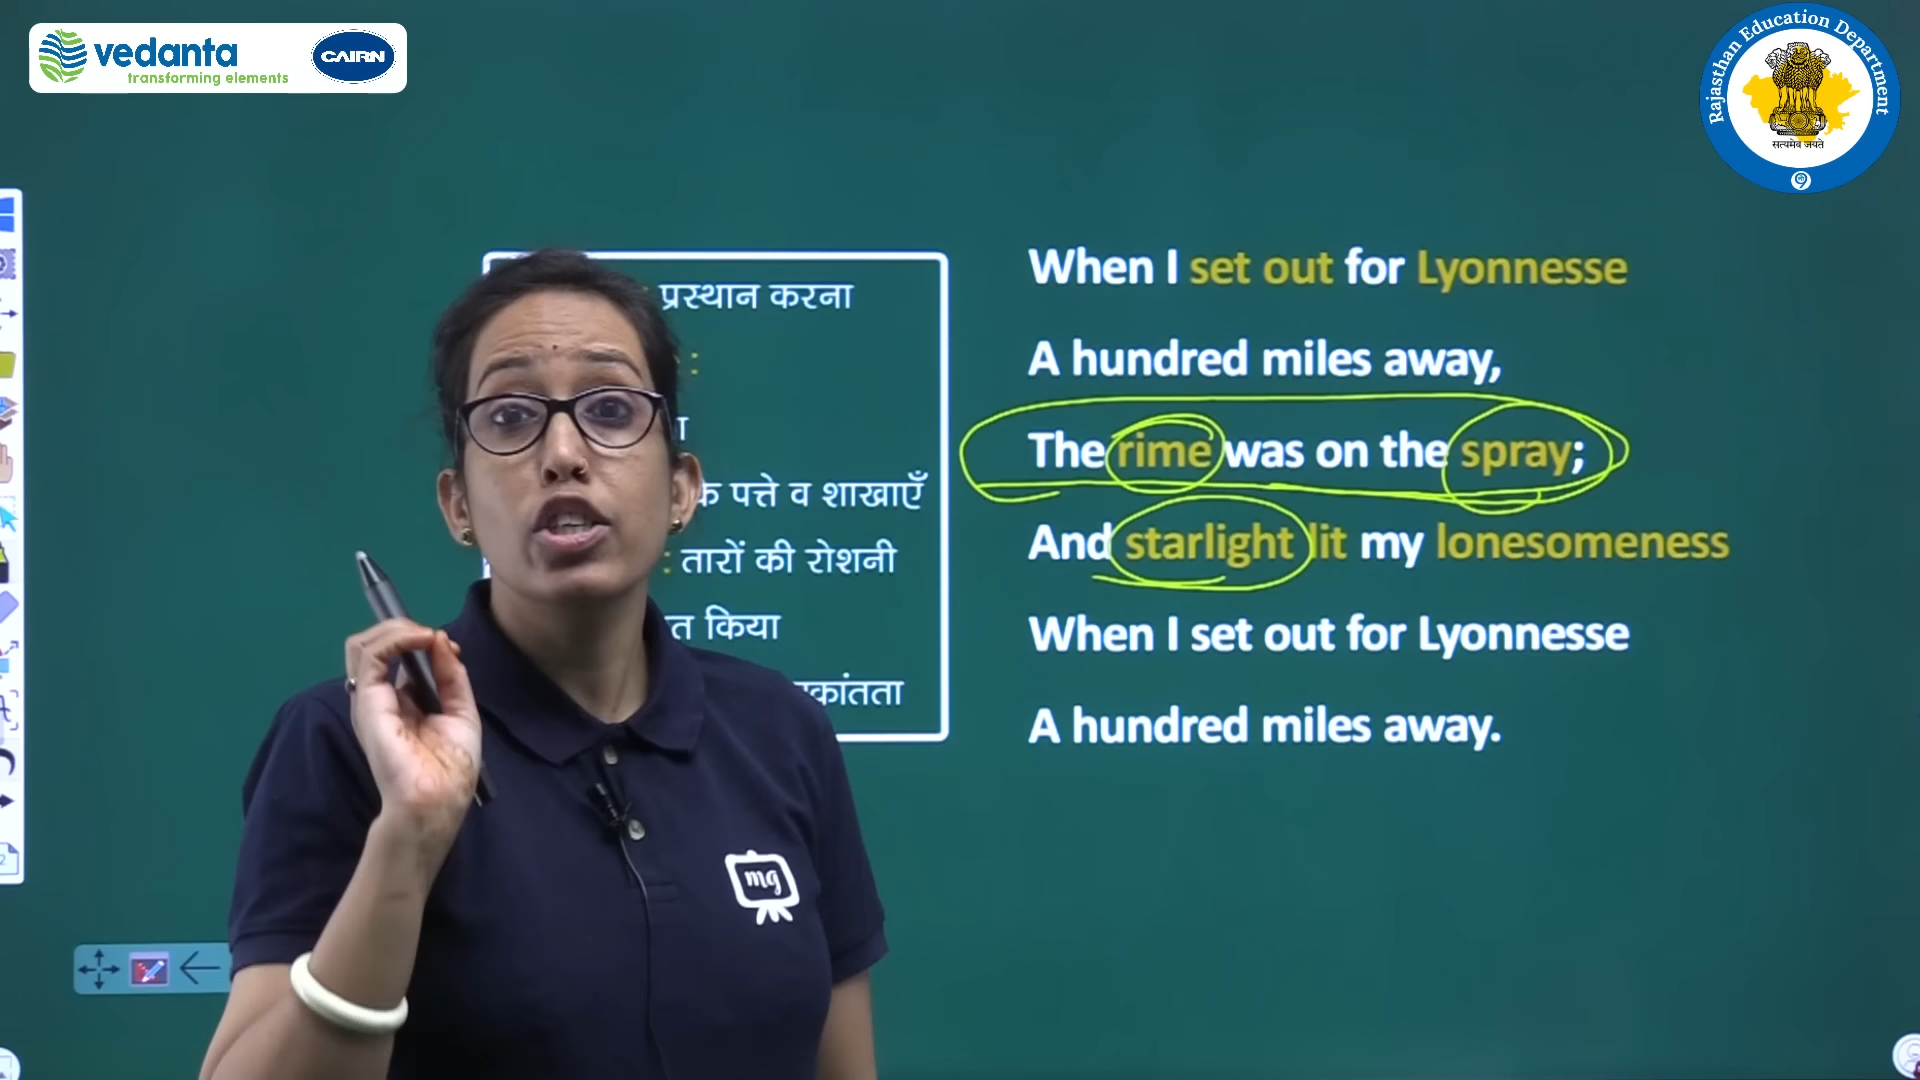 vedanta
transforming elements
CAIRN
Rajasthan Education Department
सत्यमेव जयते
: प्रस्थान करना
:
पत्ते व शाखाएँ
: तारों की रोशनी
किया
When I set out for Lyonnesse
A hundred miles away,
The rime was on the spray;
And starlight lit my lonesomeness
When I set out for Lyonnesse
A hundred miles away.
mg